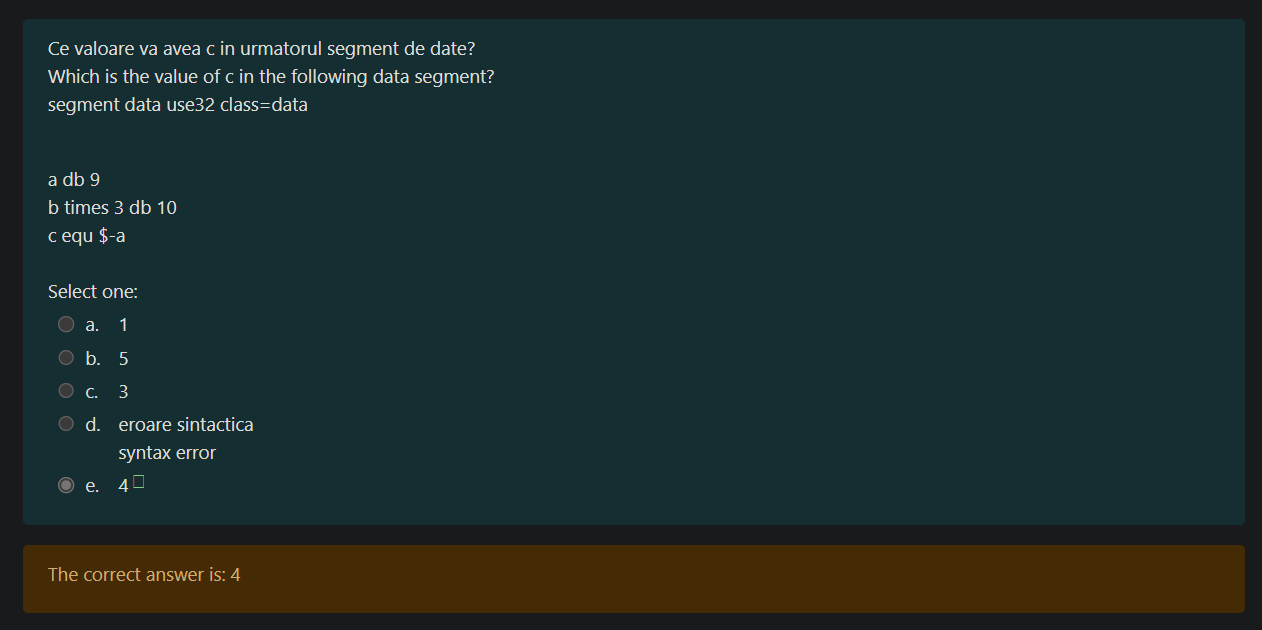 Ce valoare va avea c in urmatorul segment de date?
Which is the value of c in the following data segment?
segment data use32 class=data
a db 9
b times 3 db 10
c equ $-a
Select one:
a. 1
b. 5
c. 3
d. eroare sintactica
syntax error
e. 4
The correct answer is: 4